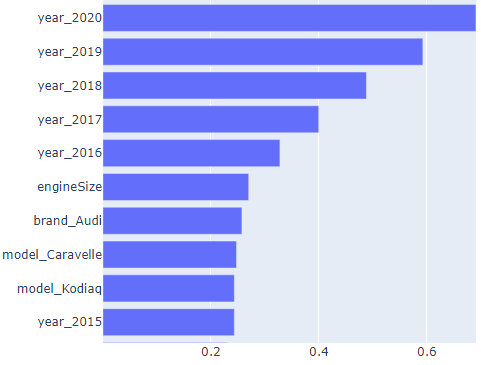 year_2020
year_2019
year_2018
year_2017
year_2016
engineSize
brand_Audi
model_Caravelle
model_Kodiaq
year_2015
0.2 0.4 0.6